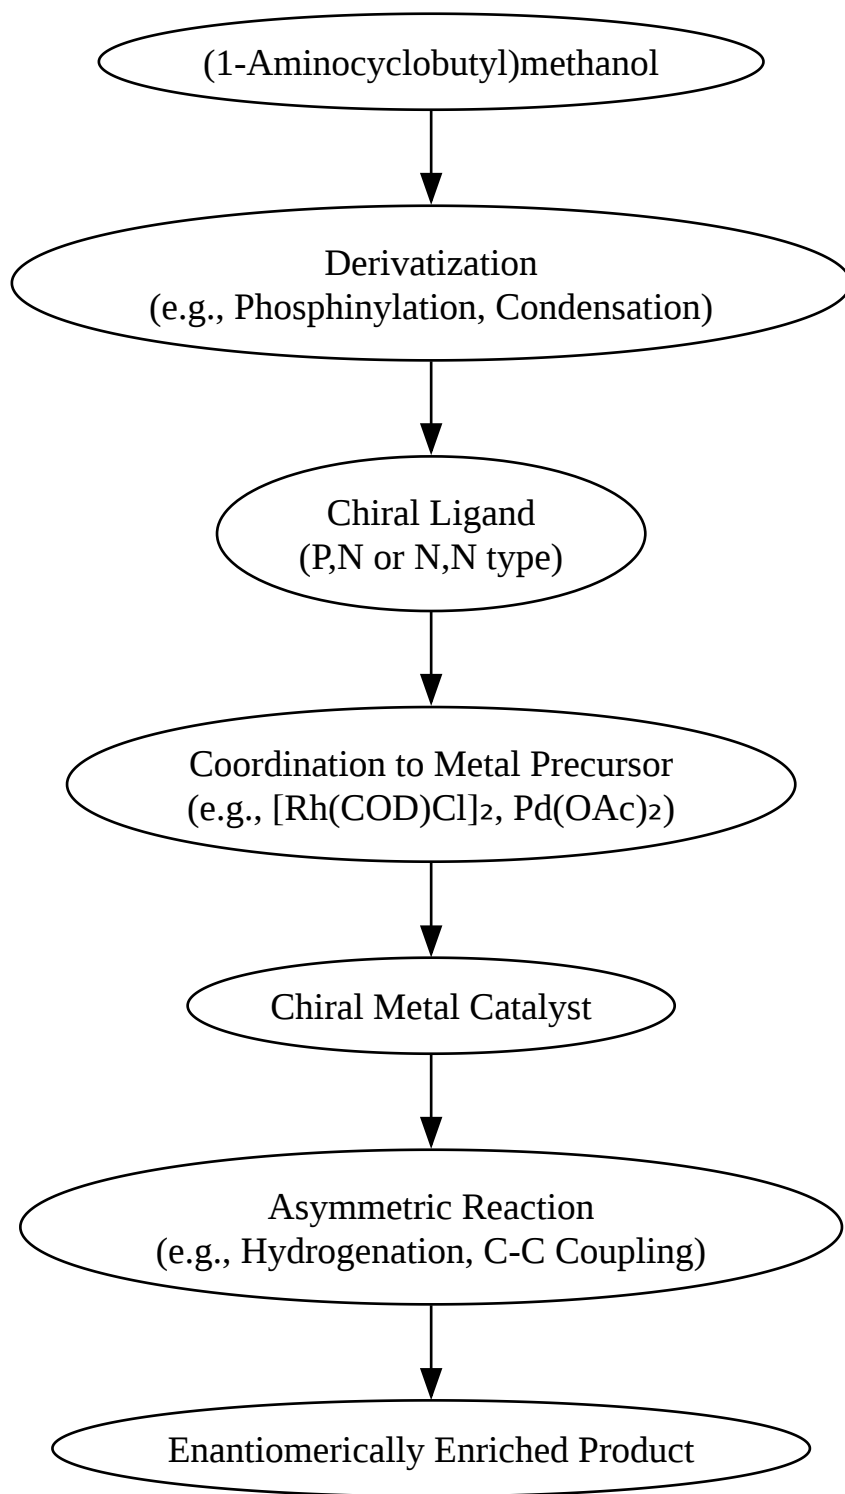 (1-Aminocyclobutyl)methanol
Derivatization
(e.g., Phosphinylation, Condensation)
Chiral Ligand
(P,N or N,N type)
Coordination to Metal Precursor
(e.g., [Rh(COD)Cl]₂, Pd(OAc)₂)
Chiral Metal Catalyst
Asymmetric Reaction
(e.g., Hydrogenation, C-C Coupling)
Enantiomerically Enriched Product